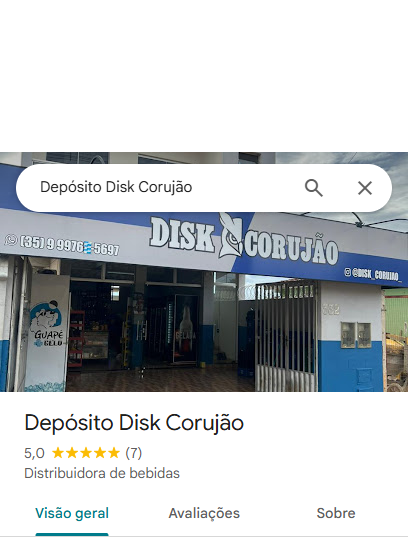 Depósito Disk Corujão
DISK CORUJÃO
(35) 9 9976-5697
@DISK_CORUJAO_
GUAPÉ
GELO
Depósito Disk Corujão
5,0 ★★★★★ (7)
Distribuidora de bebidas
Visão geral Avaliações Sobre